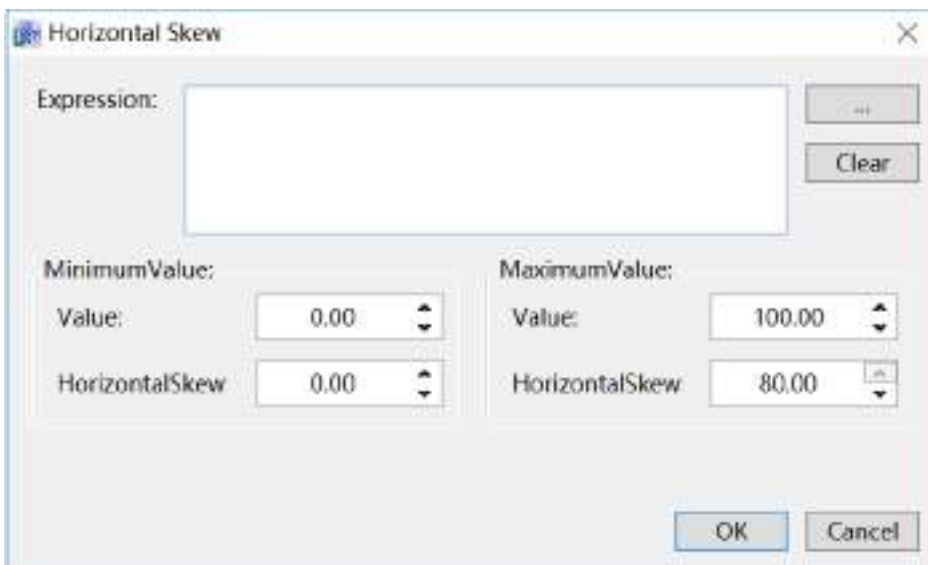 Horizontal Skew
Expression:
...
Clear
MinimumValue:
MaximumValue:
Value: 0.00
Value: 100.00
HorizontalSkew 0.00
HorizontalSkew 80.00
OK
Cancel